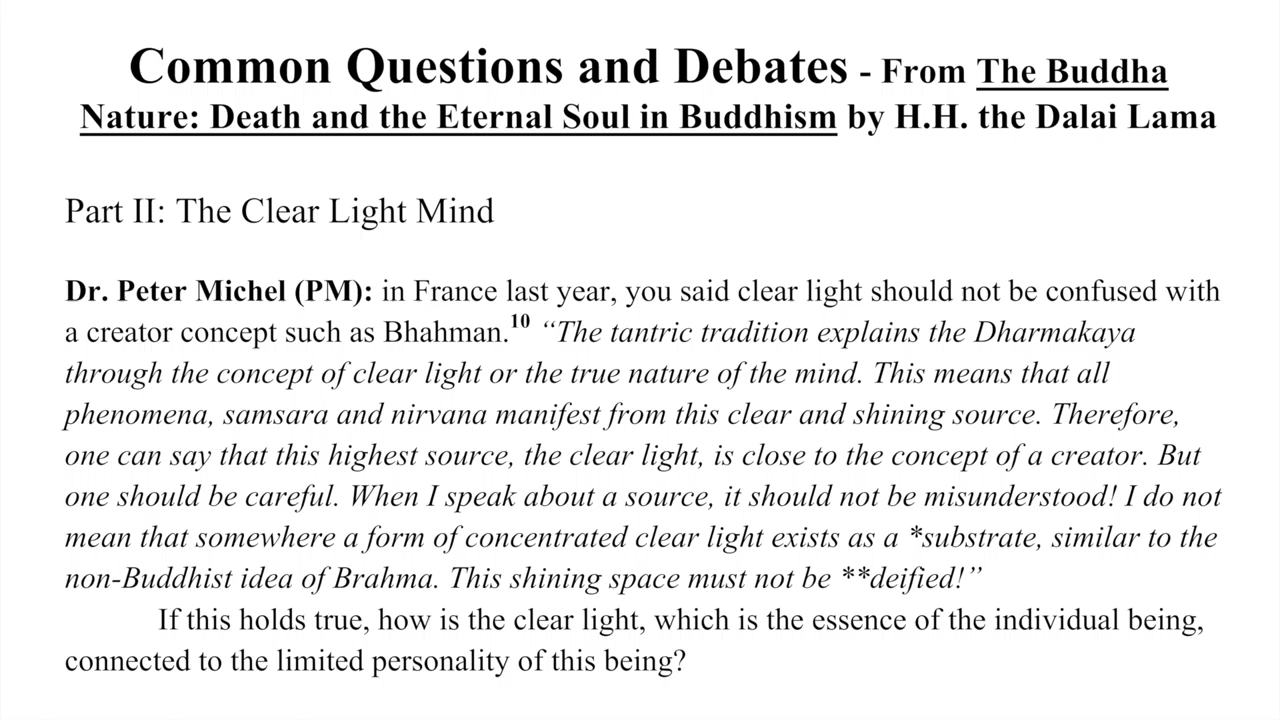 Common Questions and Debates - From The Buddha
Nature: Death and the Eternal Soul in Buddhism by H.H. the Dalai Lama
Part II: The Clear Light Mind
Dr. Peter Michel (PM): in France last year, you said clear light should not be confused with
a creator concept such as Bhahman.10 “The tantric tradition explains the Dharmakaya
through the concept of clear light or the true nature of the mind. This means that all
phenomena, samsara and nirvana manifest from this clear and shining source. Therefore,
one can say that this highest source, the clear light, is close to the concept of a creator. But
one should be careful. When I speak about a source, it should not be misunderstood! I do not
mean that somewhere a form of concentrated clear light exists as a *substrate, similar to the
non-Buddhist idea of Brahma. This shining space must not be **deified!”
If this holds true, how is the clear light, which is the essence of the individual being,
connected to the limited personality of this being?